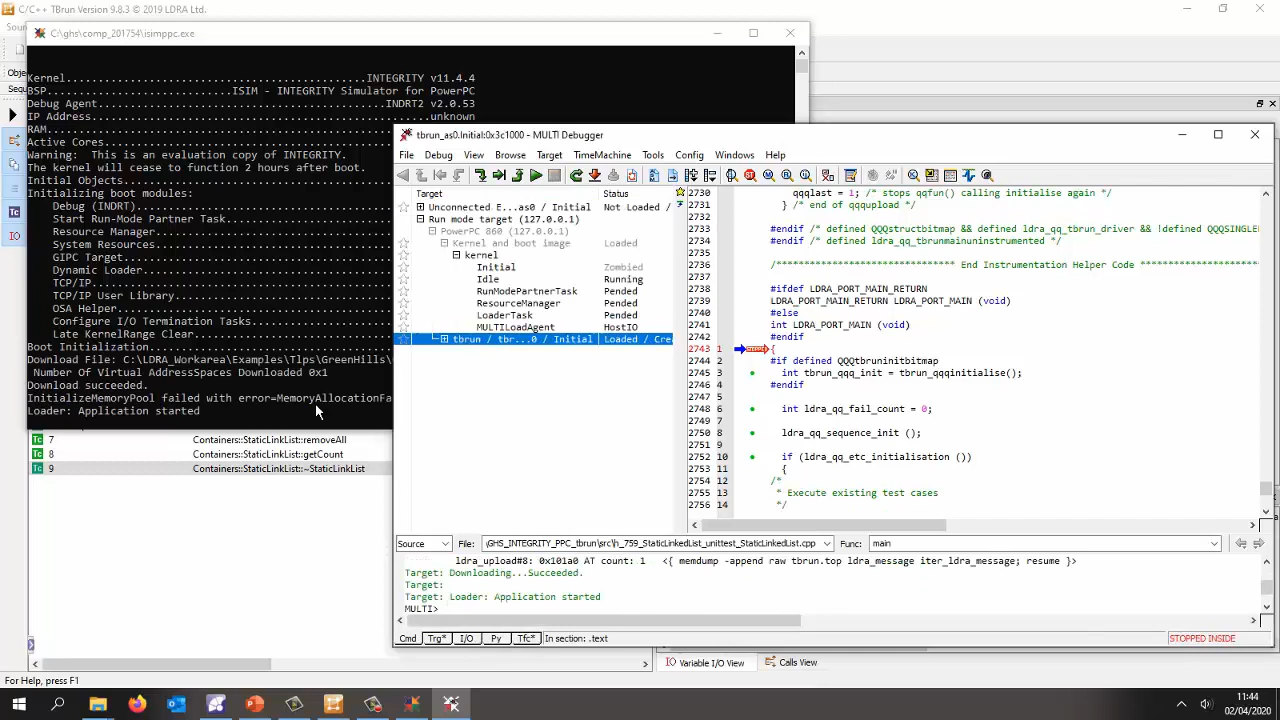 C/C++ TBrun Version 9.8.3 © 2019 LDRA Ltd.
C:\ghs\comp_201754\isimppc.exe
Kernel..................................................................INTEGRITY v11.4.4
BSP........................................ISIM - INTEGRITY Simulator for PowerPC
Debug Agent.....................................................................INDRT2 v2.0.53
IP Address..............................................................................unknown
RAM
Active Cores
Warning:  This is an evaluation copy of INTEGRITY.
The kernel will cease to function 2 hours after boot.
Initial Objects
Initializing boot modules:
Debug (INDRT)
Start Run-Mode Partner Task
Resource Manager
System Resources
GIPC Target
Dynamic Loader
TCP/IP
TCP/IP User Library
OSA Helper
Configure I/O Termination Tasks
Late KernelRange Clear
Boot Initialization
Download File: C:\LDRA_Workarea\Examples\Tlps\GreenHills\
Number Of Virtual AddressSpaces Downloaded 0x1
Download succeeded.
InitializeMemoryPool failed with error=MemoryAllocationFa
Loader: Application started
7 Containers::StaticLinkList::removeAll
8 Containers::StaticLinkList::getCount
9 Containers::StaticLinkList::~StaticLinkList
tbrun_as0.Initial:0x3c1000 - MULTI Debugger
File Debug View Browse Target TimeMachine Tools Config Windows Help
Target Status
Unconnected E...as0 / Initial Not Loaded /
Run mode target (127.0.0.1)
PowerPC 860 (127.0.0.1)
Kernel and boot image Loaded
kernel
Initial Zombied
Idle Running
RunModePartnerTask Pended
ResourceManager Pended
LoaderTask Pended
MULTILoadAgent HostIO
tbrun / tbr...0 / Initial Loaded / Cre
2730 qqqlast = 1; /* stops qqfun() calling initialise again */
2731 } /* end of qqqupload */
2732
2733 #endif /* defined QQQstructbitmap && defined ldra_qq_tbrun_driver && !defined QQQSINGLE
2734 #endif /* defined ldra_qq_tbrunmainuninstrumented */
2735
2736 /******************************* End Instrumentation Helper Code *****************
2737
2738 #ifdef LDRA_PORT_MAIN_RETURN
2739 LDRA_PORT_MAIN_RETURN LDRA_PORT_MAIN (void)
2740 #else
2741 int LDRA_PORT_MAIN (void)
2742 #endif
2743 1 {
2744 2 #if defined QQQtbruninitbitmap
2745 3 int tbrun_qqq_init = tbrun_qqqinitialise();
2746 4 #endif
2747 5
2748 6 int ldra_qq_fail_count = 0;
2749 7
2750 8 ldra_qq_sequence_init ();
2751 9
2752 10 if (ldra_qq_etc_initialisation ())
2753 11 {
2754 12 /*
2755 13 * Execute existing test cases
2756 14 */
Source File: \GHS_INTEGRITY_PPC_tbrun\src\h_759_StaticLinkedList_unittest_StaticLinkedList.cpp Func: main
ldra_upload#8: 0x101a0 AT count: 1 <{ memdump -append raw tbrun.top ldra_message iter_ldra_message; resume }>
Target: Downloading...Succeeded.
Target:
Target: Loader: Application started
MULTI>
Cmd Trg* I/O Py Tfc* In section: .text STOPPED INSIDE
Variable I/O View Calls View
For Help, press F1
11:44
02/04/2020